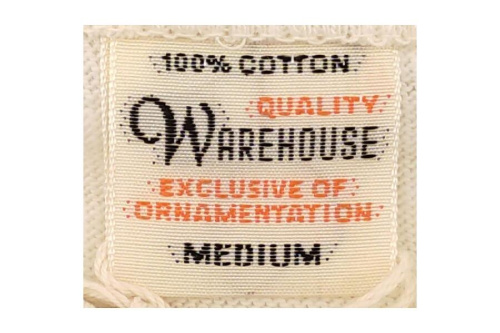 100% COTTON
QUALITY
WAREHOUSE
EXCLUSIVE OF
ORNAMENTATION
MEDIUM